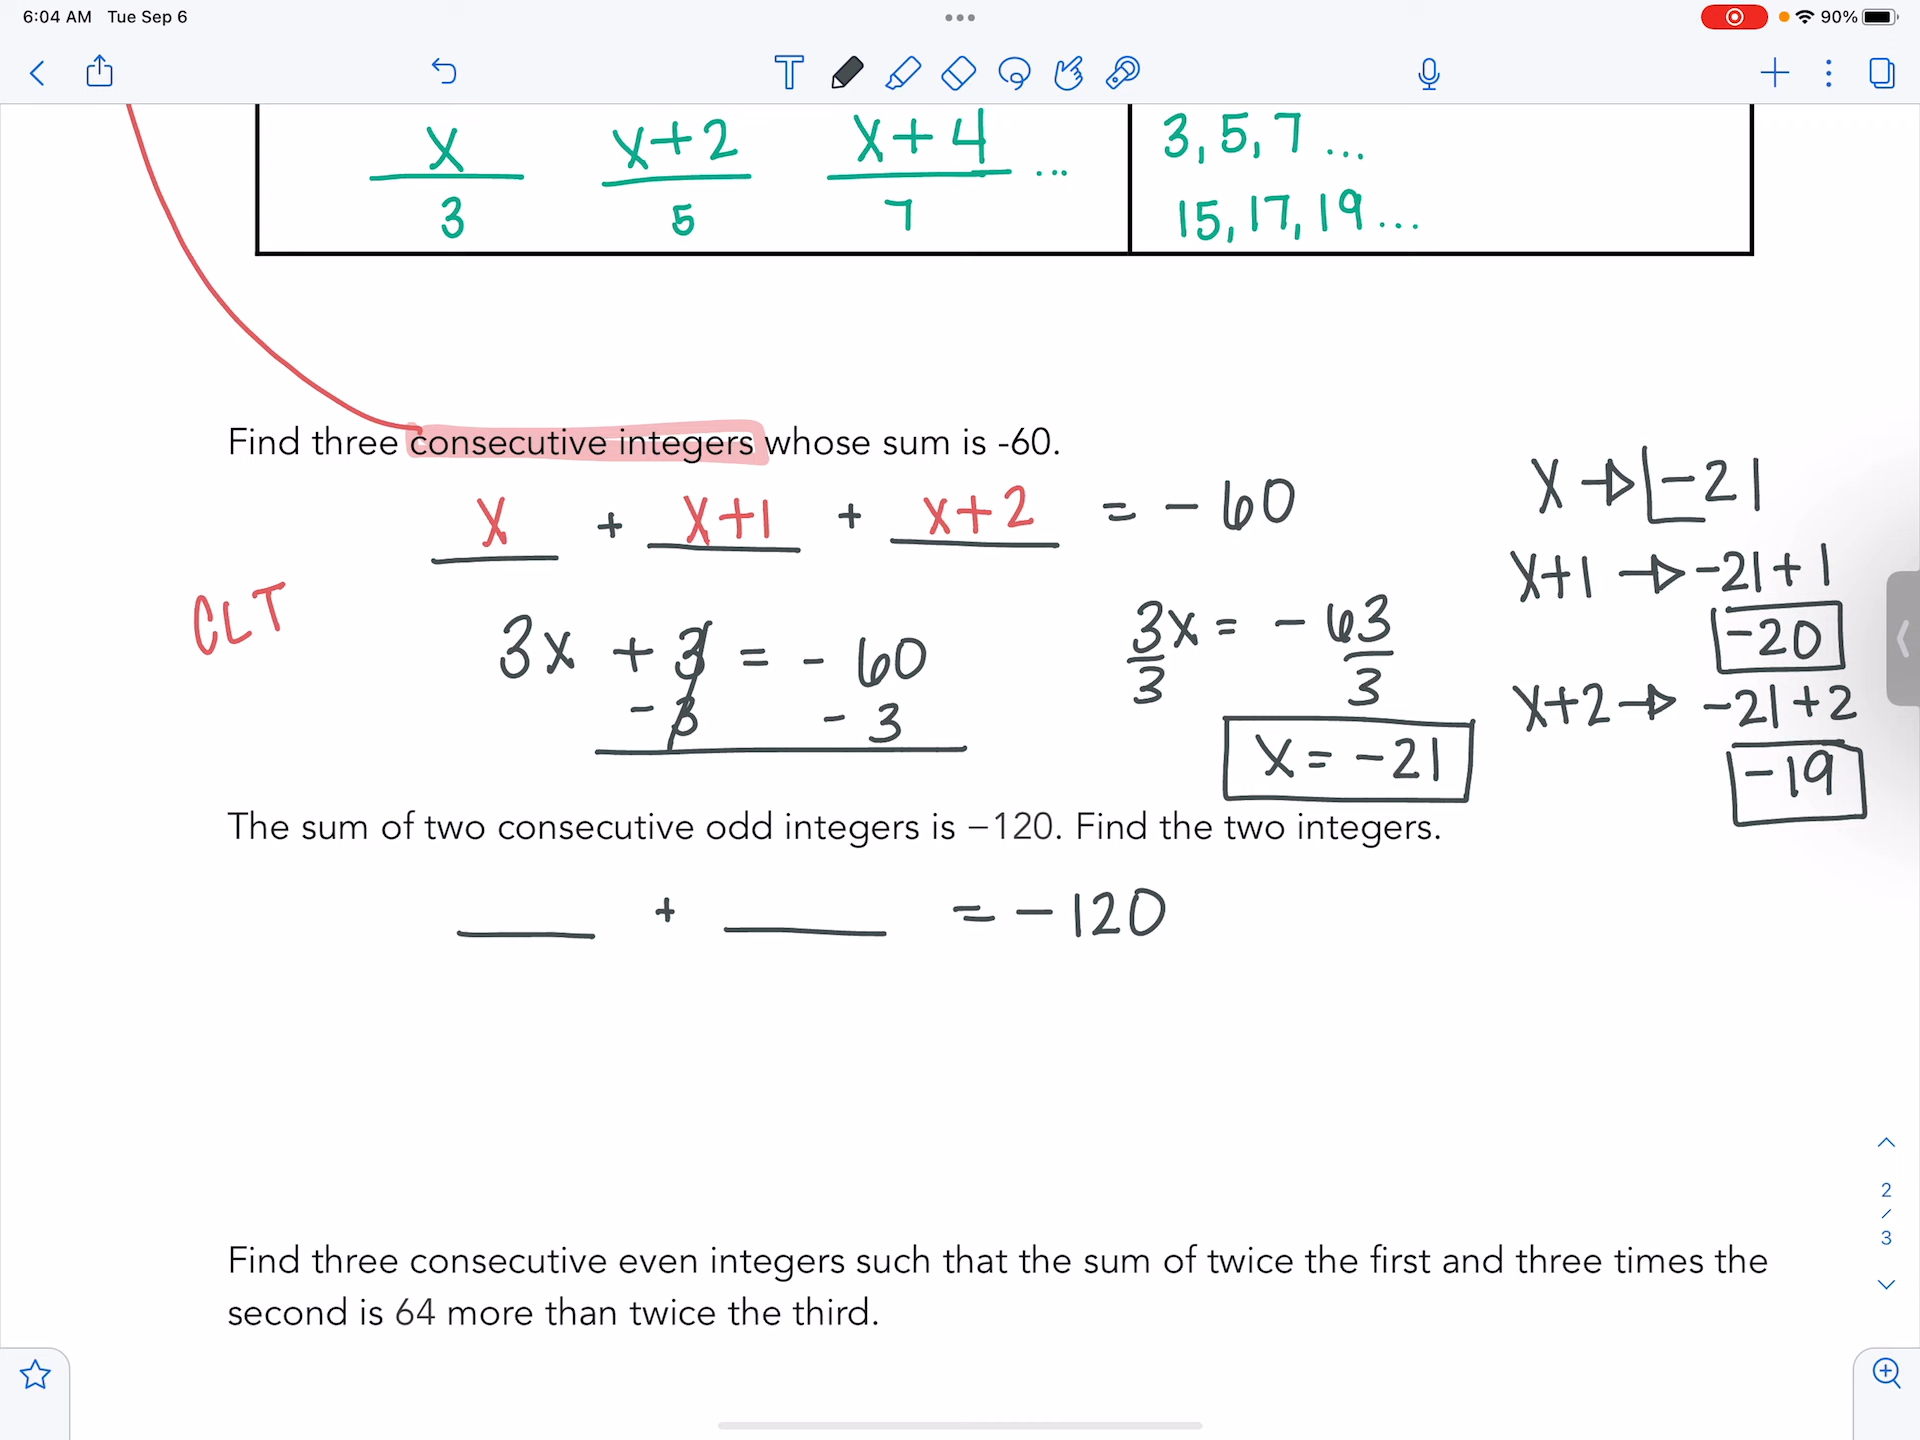 6:04 AM Tue Sep 6
90%
T
x x+2 x+4 ...
3 5 7
3, 5, 7 ...
15, 17, 19 ...
Find three consecutive integers whose sum is -60.
x + x+1 + x+2 = - 60
CLT
3x + 3 = - 60
- 3 - 3
3x = - 63
3 3
x = -21
x → -21
x+1 → -21+1
-20
x+2 → -21+2
-19
The sum of two consecutive odd integers is −120. Find the two integers.
+ = - 120
Find three consecutive even integers such that the sum of twice the first and three times the
second is 64 more than twice the third.
2
/
3